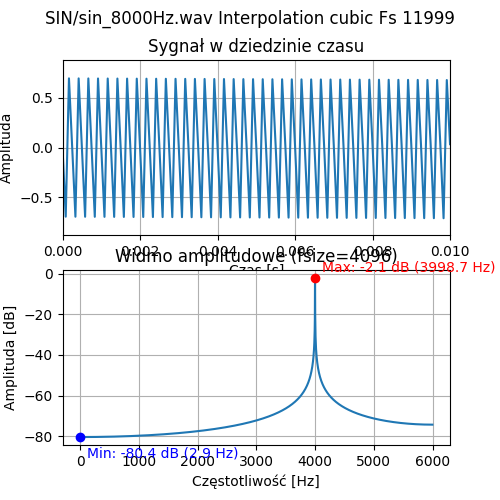 SIN/sin_8000Hz.wav Interpolation cubic Fs 11999
Sygnał w dziedzinie czasu
Amplituda
0.5
0.0
−0.5
0.000 0.002 0.004 0.006 0.008 0.010
Czas [s]
Widmo amplitudowe (fsize=4096)
Max: -2.1 dB (3998.7 Hz)
Amplituda [dB]
0
−20
−40
−60
−80
Min: -80.4 dB (2.9 Hz)
0 1000 2000 3000 4000 5000 6000
Częstotliwość [Hz]